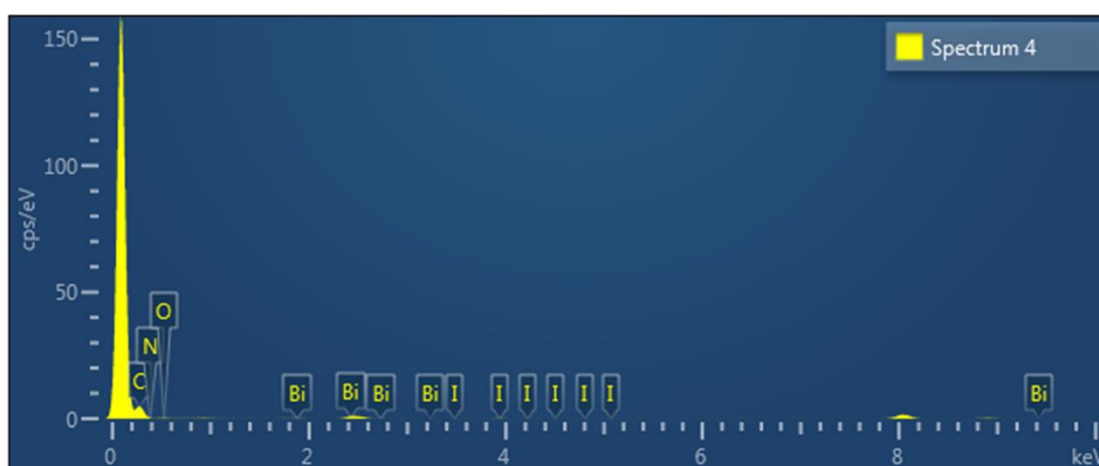 150
100
50
0
cps/eV
Spectrum 4
O
N
C
Bi Bi Bi Bi I I I I I I Bi
0 2 4 6 8 keV